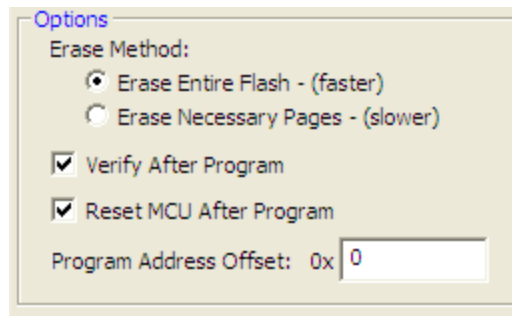 Options
Erase Method:
Erase Entire Flash - (faster)
Erase Necessary Pages - (slower)
Verify After Program
Reset MCU After Program
Program Address Offset: 0x 0